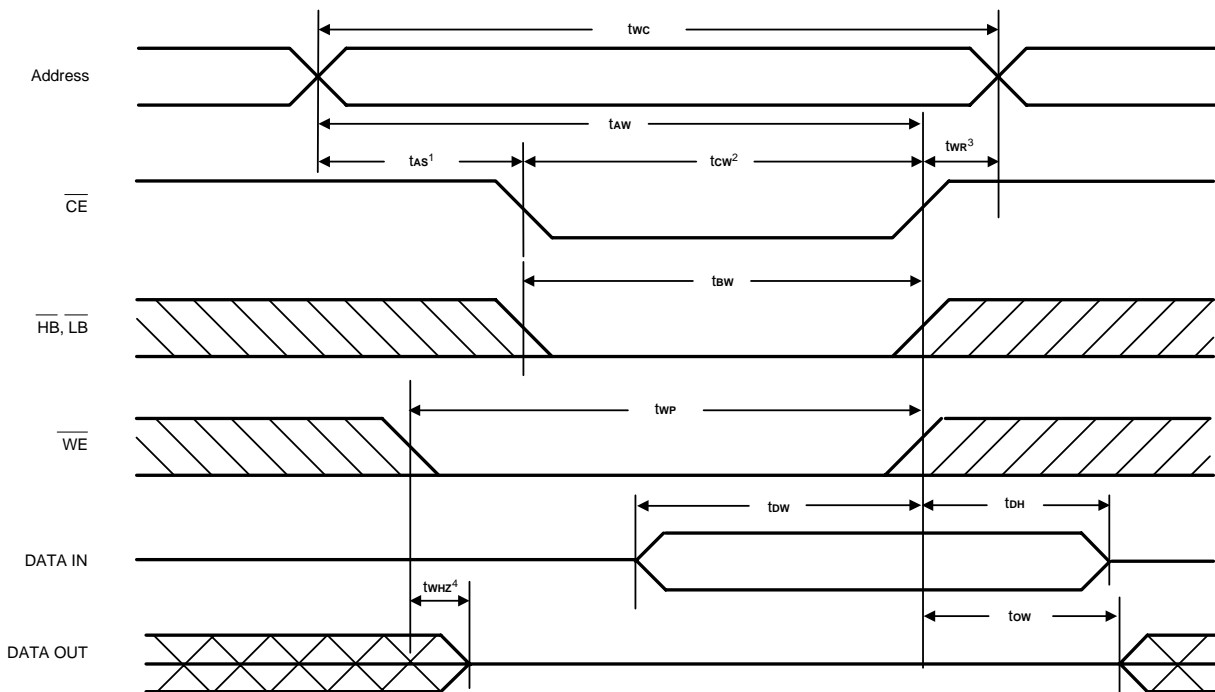 tWC
Address
tAW
tAS1
tCW2
tWR3
CE
tBW
HB, LB
tWP
WE
tDW
tDH
DATA IN
tWHZ4
tOW
DATA OUT